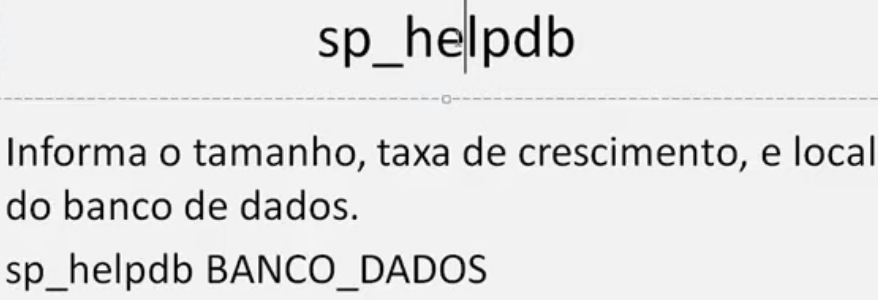 sp_helpdb
Informa o tamanho, taxa de crescimento, e local
do banco de dados.
sp_helpdb BANCO_DADOS